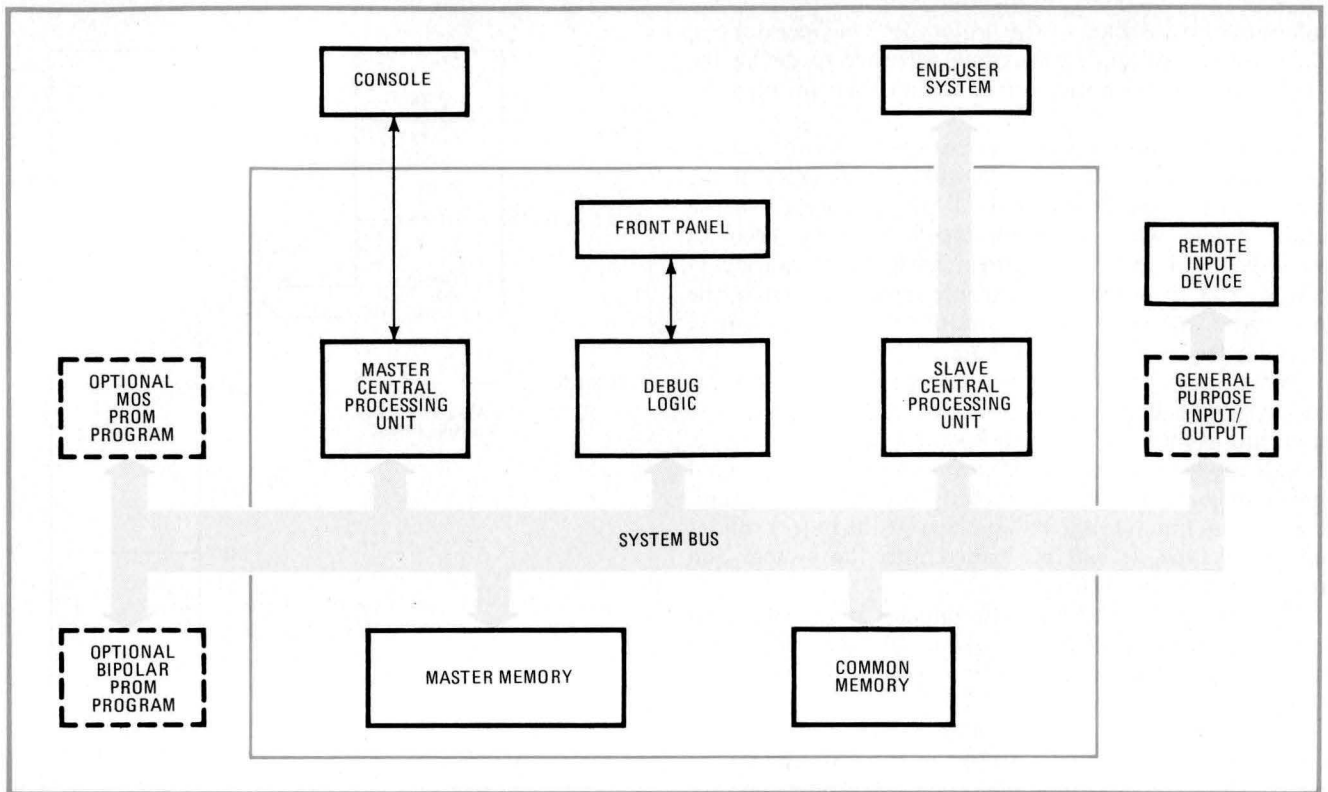 CONSOLE
END-USER
SYSTEM
FRONT PANEL
REMOTE
INPUT
DEVICE
OPTIONAL
MOS
PROM
PROGRAM
MASTER
CENTRAL
PROCESSING
UNIT
DEBUG
LOGIC
SLAVE
CENTRAL
PROCESSING
UNIT
GENERAL
PURPOSE
INPUT/
OUTPUT
SYSTEM BUS
OPTIONAL
BIPOLAR
PROM
PROGRAM
MASTER MEMORY
COMMON
MEMORY